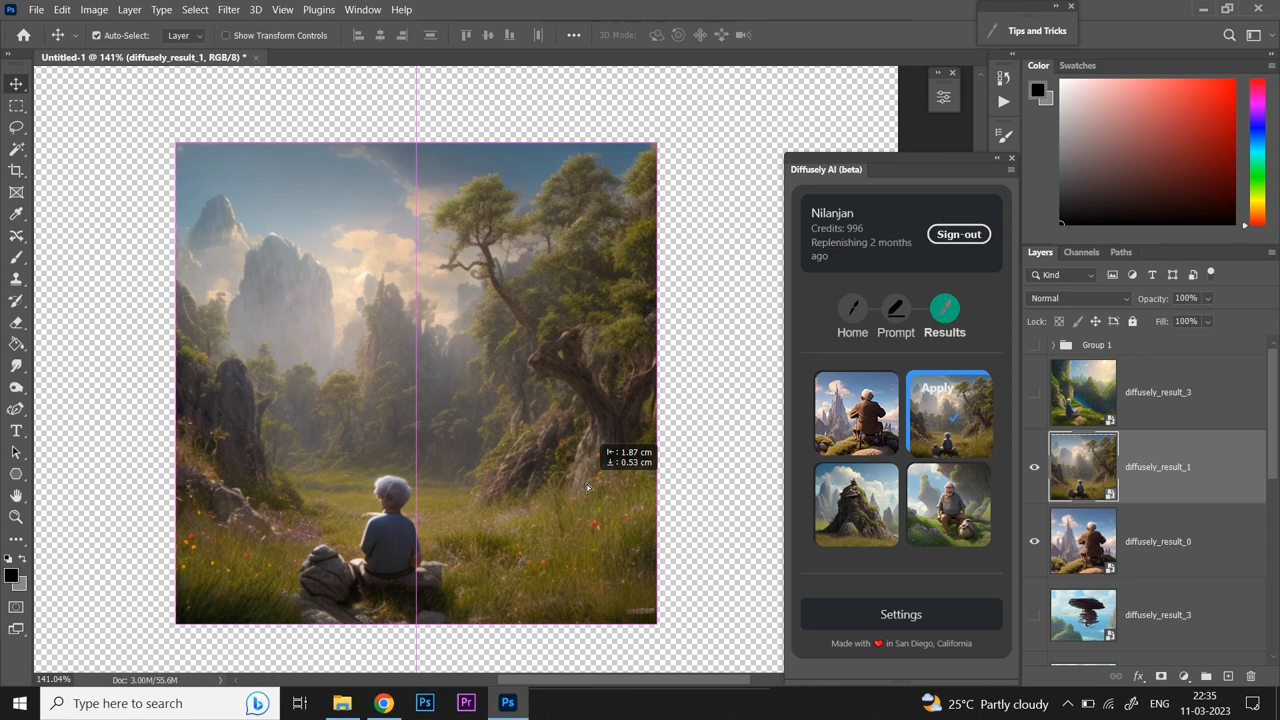 File Edit Image Layer Type Select Filter 3D View Plugins Window Help
Auto-Select: Layer Show Transform Controls 3D Mode:
Tips and Tricks
Untitled-1 @ 141% (diffusely_result_1, RGB/8) *
Color Swatches
Diffusely AI (beta)
Nilanjan
Credits: 996
Replenishing 2 months
ago
Sign-out
Home Prompt Results
Apply
Settings
Made with ❤ in San Diego, California
Layers Channels Paths
Kind
Normal Opacity: 100%
Lock: Fill: 100%
Group 1
diffusely_result_3
diffusely_result_1
diffusely_result_0
diffusely_result_3
: 1.87 cm
: 0.53 cm
141.04% Doc: 3.00M/55.6M
Type here to search
Ps Pr Ps
25°C Partly cloudy
ENG
22:35
11-03-2023